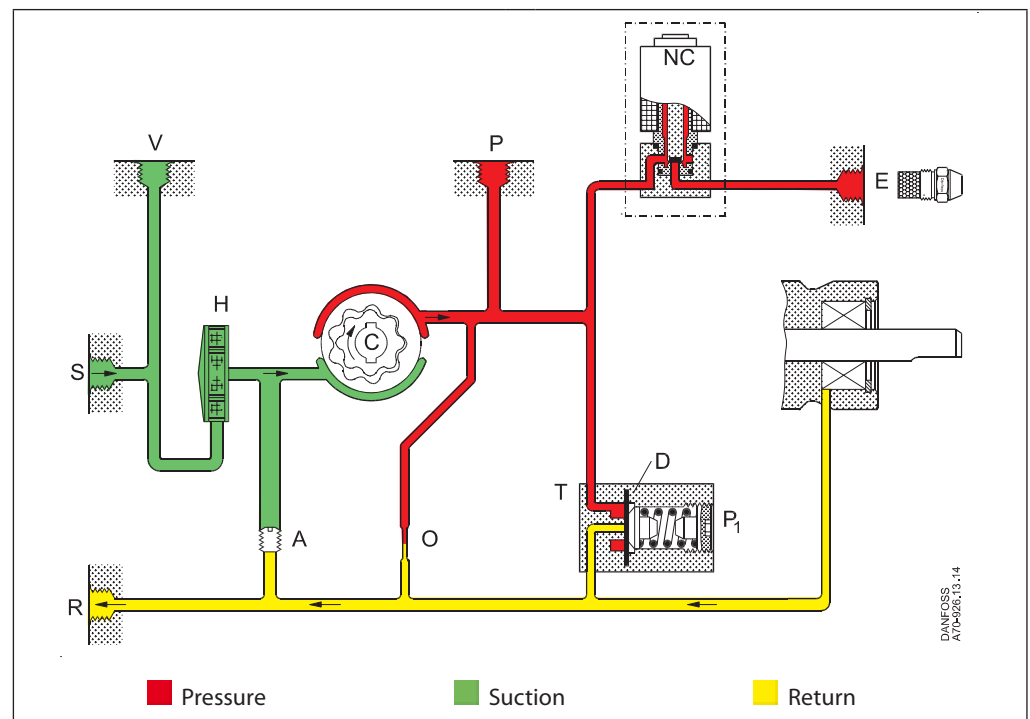 NC
V
P
E
H
S
C
D
T
P1
A
O
R
DANFOSS
A70-926.13.14
Pressure
Suction
Return